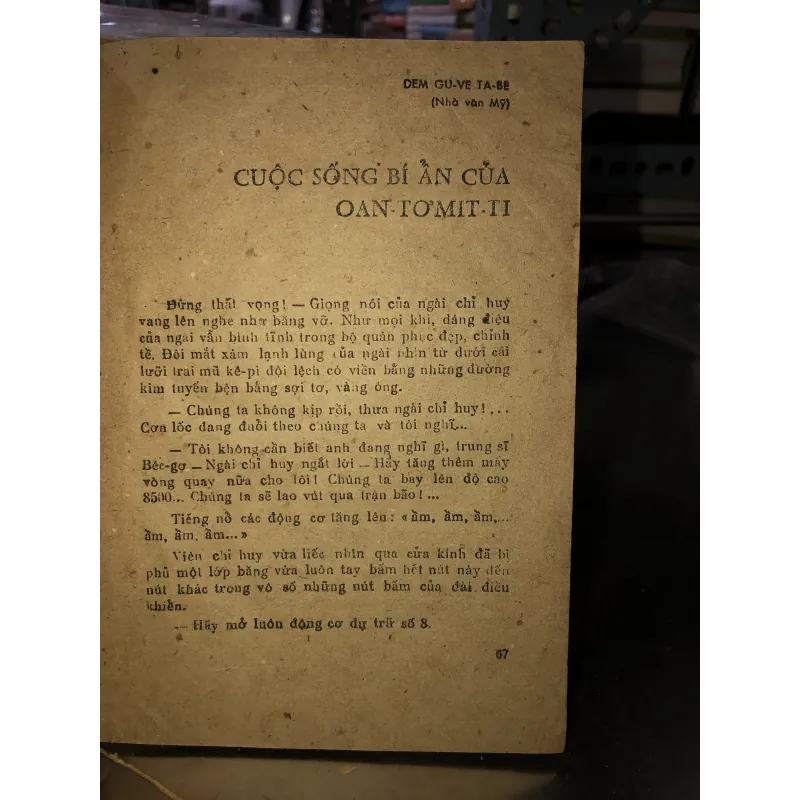 DEM GU-VE TA-BE
(Nhà văn Mỹ)
CUỘC SỐNG BÍ ẨN CỦA
OAN-TƠ MIT-TI
Đừng thất vọng! — Giọng nói của ngài chỉ huy
vang lên nghe như băng vỡ. Như mọi khi, dáng điệu
của ngài vẫn bình tĩnh trong bộ quân phục đẹp, chỉnh
tề. Đôi mắt xám lạnh lùng của ngài nhìn từ dưới cái
lưỡi trai mũ kê-pi đội lệch có viền bằng những đường
kim tuyến bện bằng sợi tơ, vàng óng.
— Chúng ta không kịp rồi, thưa ngài chỉ huy!...
Cơn lốc đang đuổi theo chúng ta và tôi nghĩ...
— Tôi không cần biết anh đang nghĩ gì, trung sĩ
Béc-gơ — Ngài chỉ huy ngắt lời — Hãy tăng thêm mấy
vòng quay nữa cho tôi! Chúng ta bay lên độ cao
8500... Chúng ta sẽ lao vút qua trận bão!...
Tiếng nổ các động cơ tăng lên: «ầm, ầm, ầm,...
ầm, ầm, ầm...»
Viên chỉ huy vừa liếc nhìn qua cửa kính đã bị
phủ một lớp băng vừa luôn tay bấm hết nút này đến
nút khác trong vô số những nút bấm của đài điều
khiển.
— Hãy mở luôn động cơ dự trữ số 8.
67